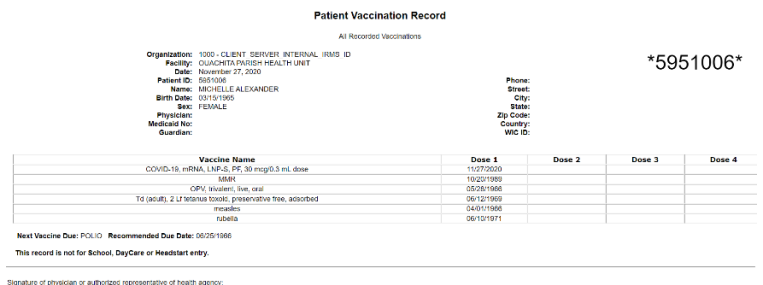 Patient Vaccination Record
All Recorded Vaccinations
Organization: 1000 - CLIENT SERVER INTERNAL IRMS ID
Facility: OUACHITA PARISH HEALTH UNIT
Date: November 27, 2020
Patient ID: 5951006
Name: MICHELLE ALEXANDER
Birth Date: 03/15/1965
Sex: FEMALE
Physician:
Medicaid No:
Guardian:
*5951006*
Phone:
Street:
City:
State:
Zip Code:
Country:
WIC ID:
Vaccine Name Dose 1 Dose 2 Dose 3 Dose 4
COVID-19, mRNA, LNP-S, PF, 30 mcg/0.3 mL dose 11/27/2020
MMR 10/20/1989
OPV, trivalent, live, oral 05/28/1966
Td (adult), 2 Lf tetanus toxoid, preservative free, adsorbed 06/12/1969
measles 04/01/1966
rubella 06/10/1971
Next Vaccine Due: POLIO Recommended Due Date: 06/25/1966
This record is not for School, DayCare or Headstart entry.
Signature of physician or authorized representative of health agency: